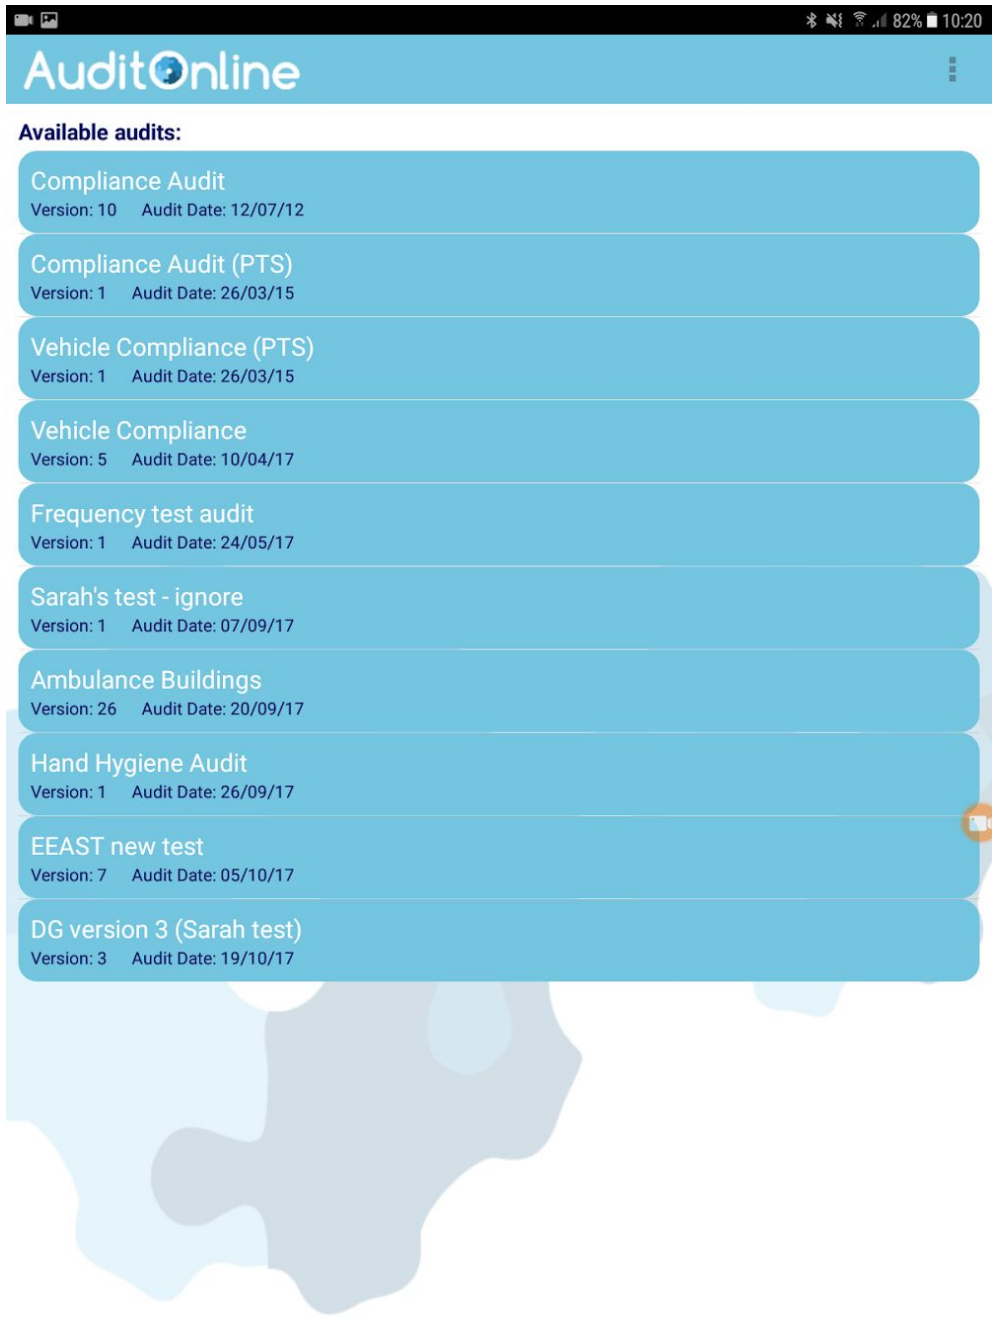 82% 10:20
AuditOnline
Available audits:
Compliance Audit
Version: 10 Audit Date: 12/07/12
Compliance Audit (PTS)
Version: 1 Audit Date: 26/03/15
Vehicle Compliance (PTS)
Version: 1 Audit Date: 26/03/15
Vehicle Compliance
Version: 5 Audit Date: 10/04/17
Frequency test audit
Version: 1 Audit Date: 24/05/17
Sarah's test - ignore
Version: 1 Audit Date: 07/09/17
Ambulance Buildings
Version: 26 Audit Date: 20/09/17
Hand Hygiene Audit
Version: 1 Audit Date: 26/09/17
EEAST new test
Version: 7 Audit Date: 05/10/17
DG version 3 (Sarah test)
Version: 3 Audit Date: 19/10/17